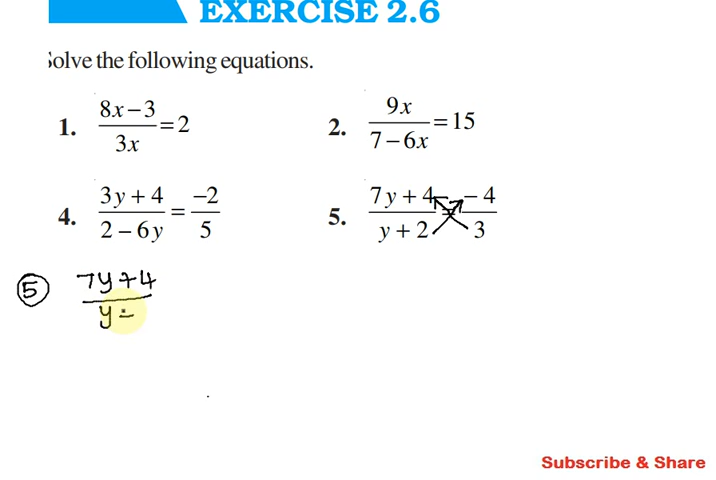 EXERCISE 2.6
Solve the following equations.
1. (8x−3)/(3x) = 2
2. (9x)/(7−6x) = 15
4. (3y+4)/(2−6y) = (−2)/5
5. (7y+4)/(y+2) = (−4)/3
⑤ 7y+4
y=
Subscribe & Share